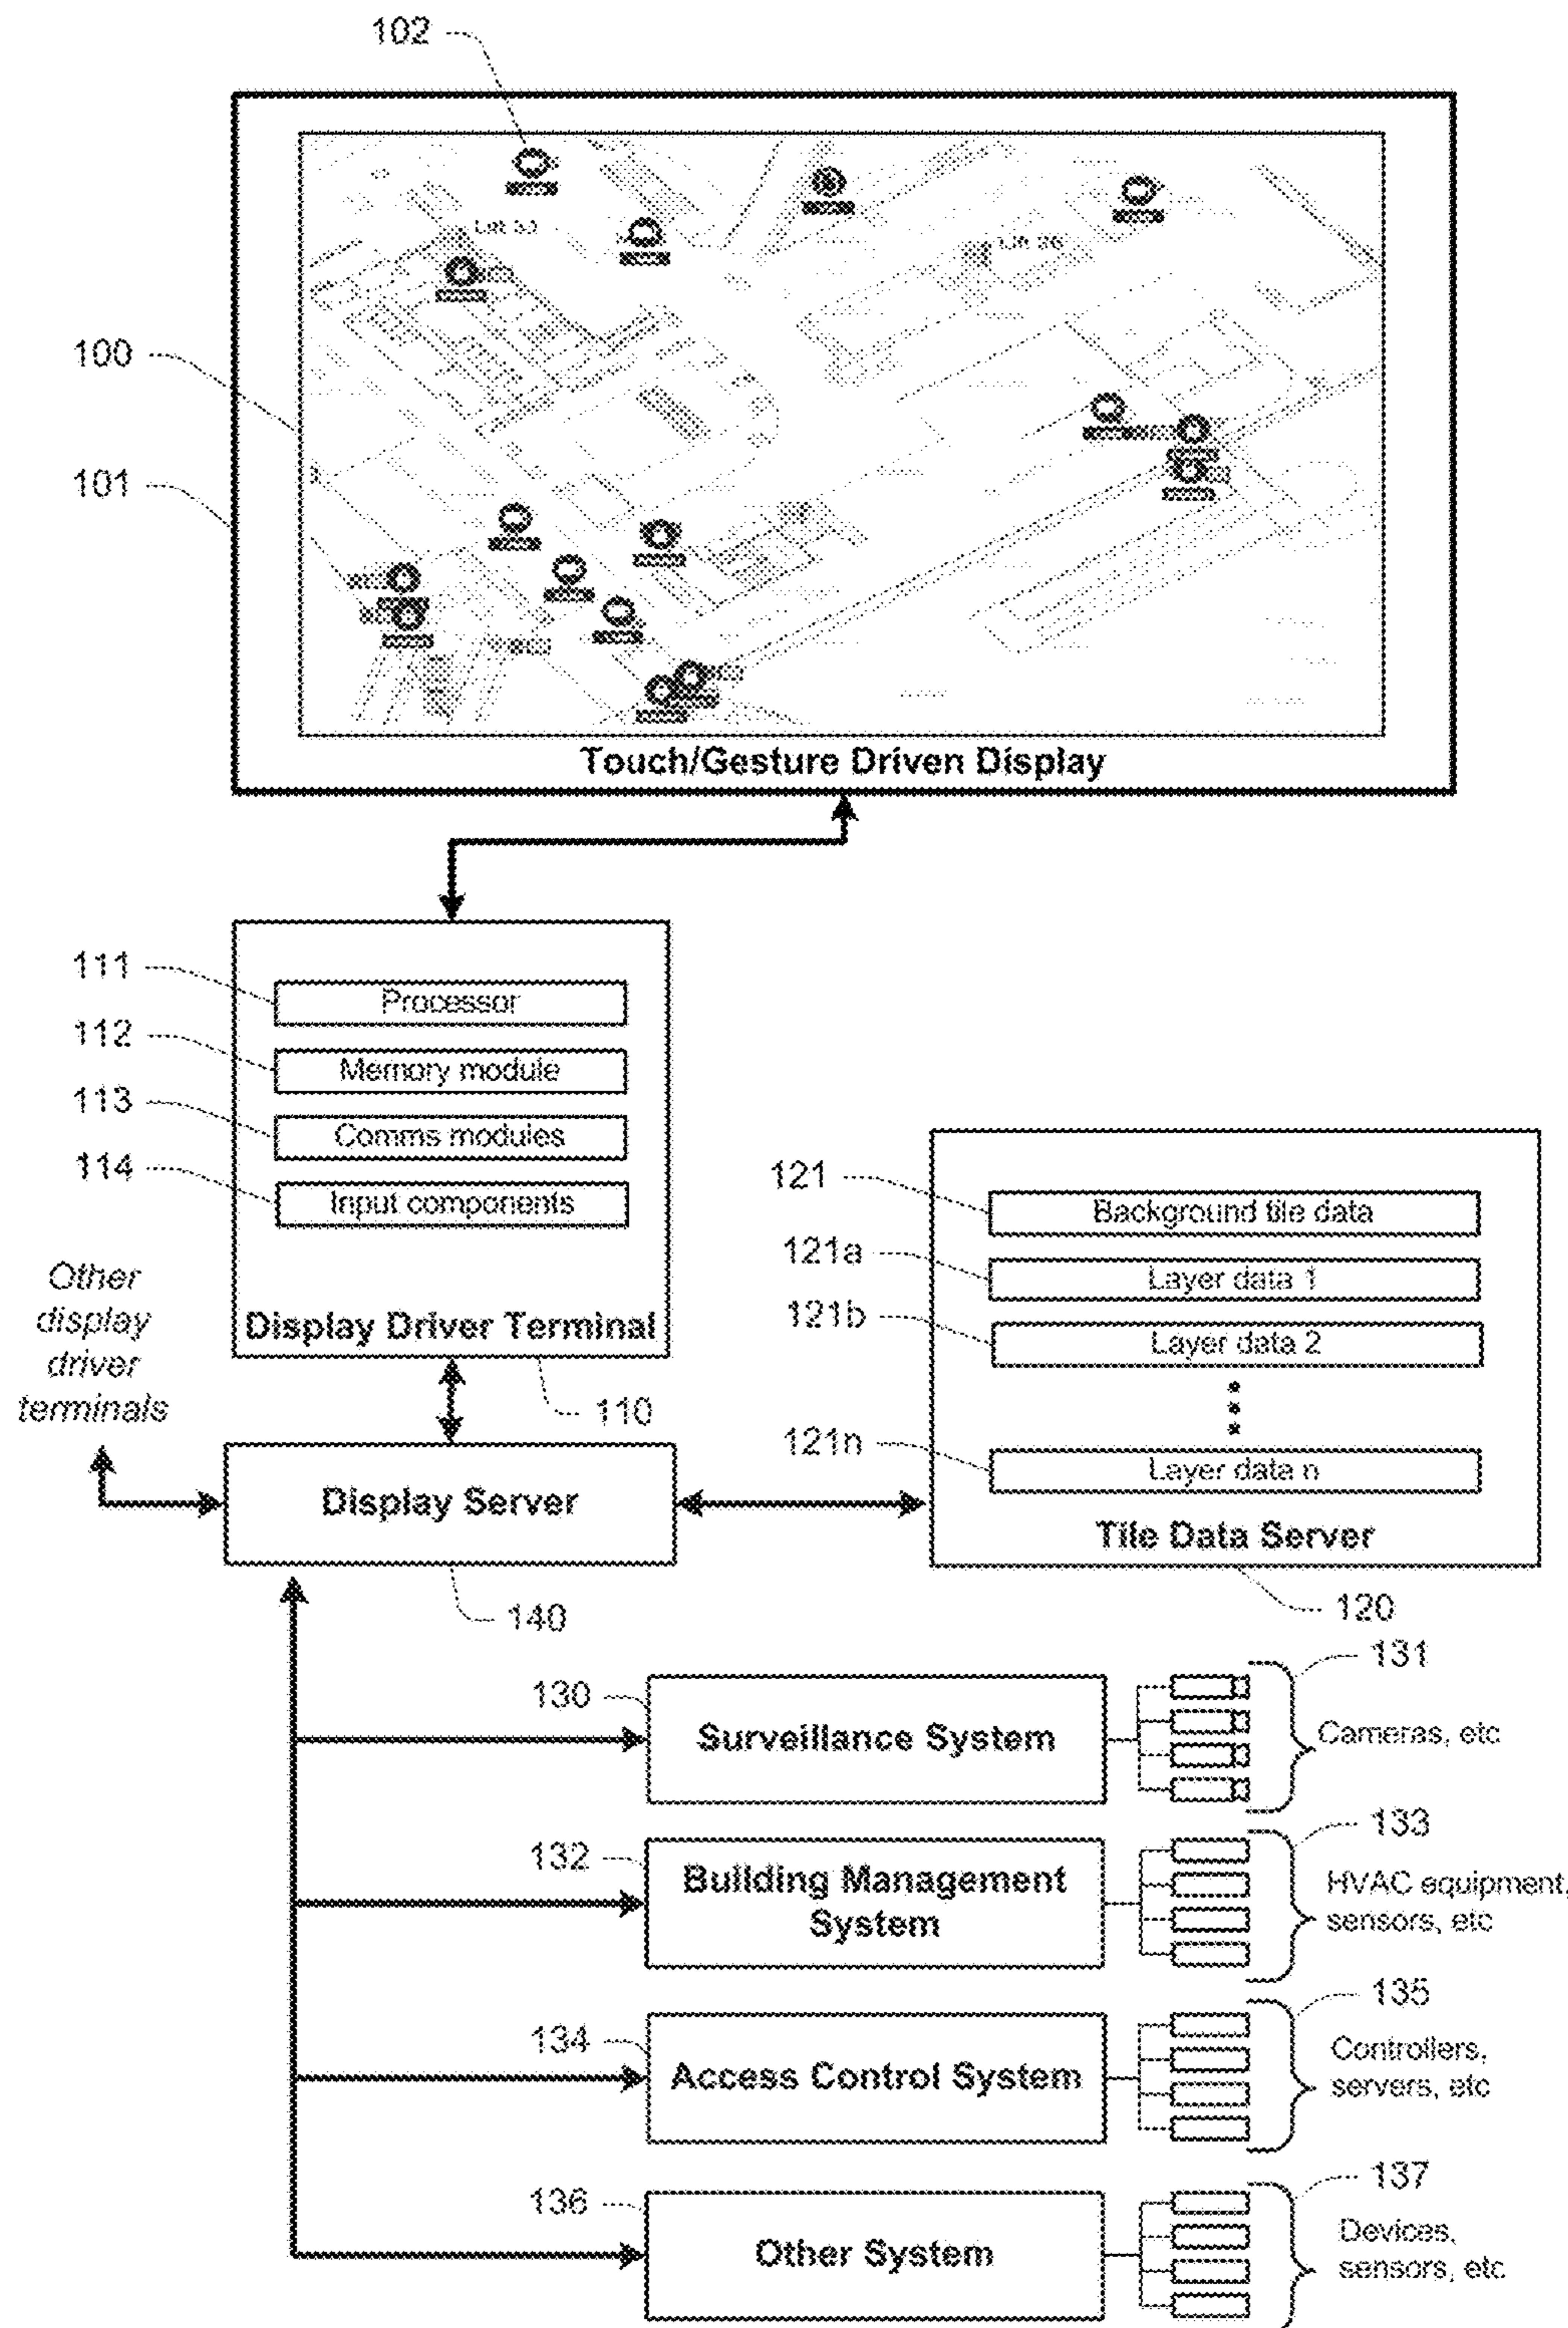 102
100
101
Touch/Gesture Driven Display
111
Processor
112
Memory module
113
Comms modules
114
Input components
Display Driver Terminal
110
Other
display
driver
terminals
121
Background tile data
121a
Layer data 1
121b
Layer data 2
121n
Layer data n
Tile Data Server
120
Display Server
140
130
Surveillance System
131
Cameras, etc
132
Building Management
System
133
HVAC equipment,
sensors, etc
134
Access Control System
135
Controllers,
servers, etc
136
Other System
137
Devices,
sensors, etc